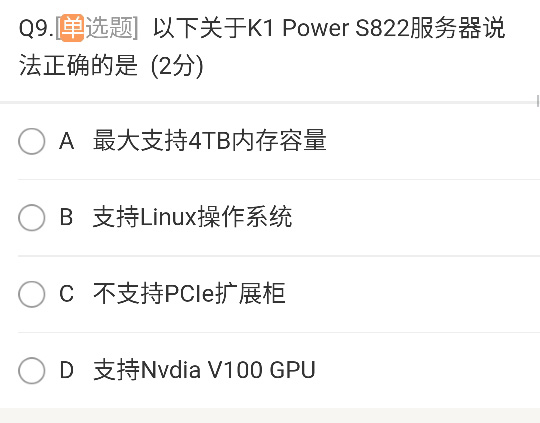 Q9.[单选题] 以下关于K1 Power S822服务器说
法正确的是 (2分)
A 最大支持4TB内存容量
B 支持Linux操作系统
C 不支持PCIe扩展柜
D 支持Nvdia V100 GPU